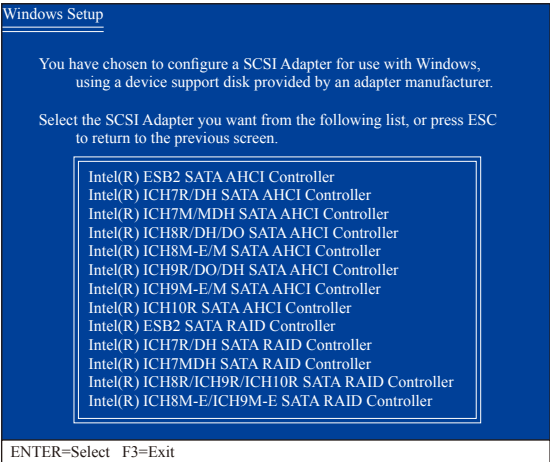 Windows Setup
You have chosen to configure a SCSI Adapter for use with Windows,
using a device support disk provided by an adapter manufacturer.
Select the SCSI Adapter you want from the following list, or press ESC
to return to the previous screen.
Intel(R) ESB2 SATA AHCI Controller
Intel(R) ICH7R/DH SATA AHCI Controller
Intel(R) ICH7M/MDH SATA AHCI Controller
Intel(R) ICH8R/DH/DO SATA AHCI Controller
Intel(R) ICH8M-E/M SATA AHCI Controller
Intel(R) ICH9R/DO/DH SATA AHCI Controller
Intel(R) ICH9M-E/M SATA AHCI Controller
Intel(R) ICH10R SATA AHCI Controller
Intel(R) ESB2 SATA RAID Controller
Intel(R) ICH7R/DH SATA RAID Controller
Intel(R) ICH7MDH SATA RAID Controller
Intel(R) ICH8R/ICH9R/ICH10R SATA RAID Controller
Intel(R) ICH8M-E/ICH9M-E SATA RAID Controller
ENTER=Select F3=Exit